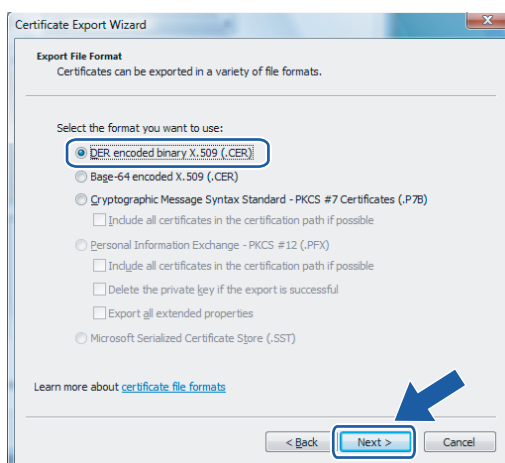 Certificate Export Wizard
Export File Format
Certificates can be exported in a variety of file formats.
Select the format you want to use:
DER encoded binary X.509 (.CER)
Base-64 encoded X.509 (.CER)
Cryptographic Message Syntax Standard - PKCS #7 Certificates (.P7B)
Include all certificates in the certification path if possible
Personal Information Exchange - PKCS #12 (.PFX)
Include all certificates in the certification path if possible
Delete the private key if the export is successful
Export all extended properties
Microsoft Serialized Certificate Store (.SST)
Learn more about certificate file formats
< Back Next > Cancel